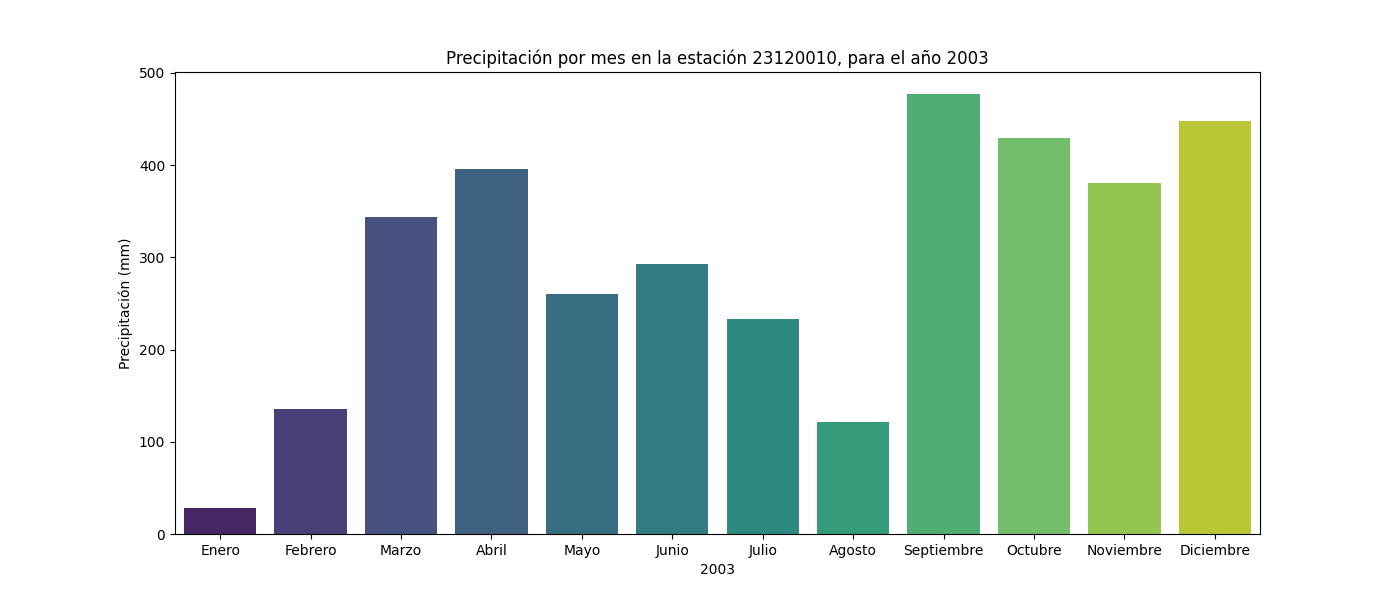 Precipitación por mes en la estación 23120010, para el año 2003
Precipitación (mm)
500
400
300
200
100
0
Enero Febrero Marzo Abril Mayo Junio Julio Agosto Septiembre Octubre Noviembre Diciembre
2003